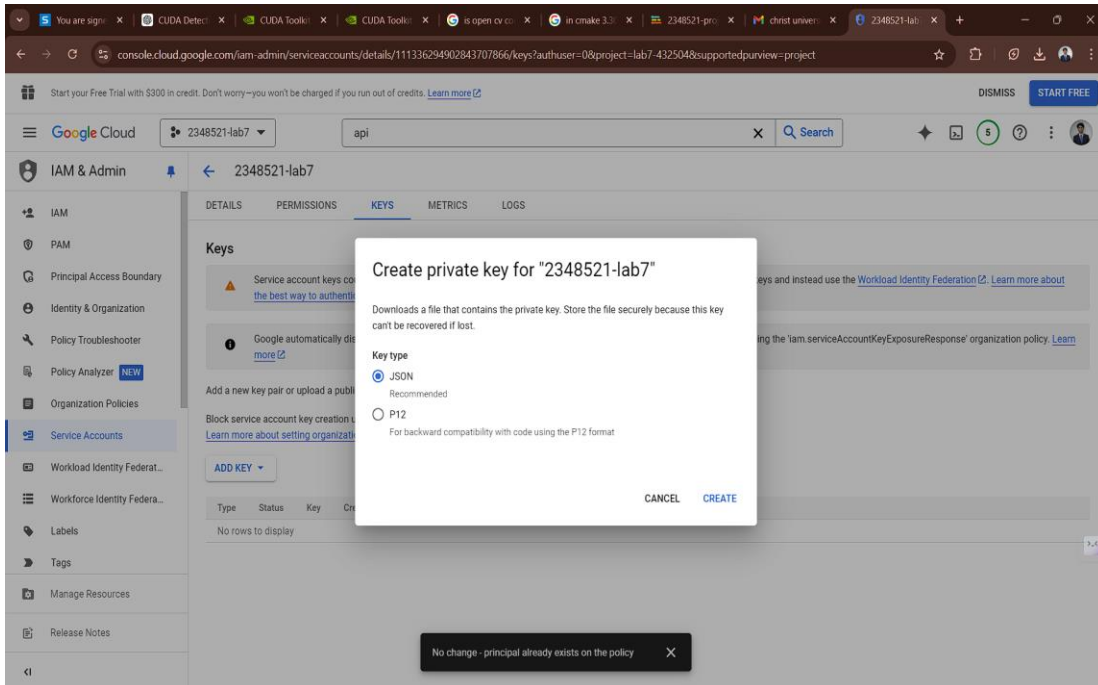 You are signe
CUDA Detect
CUDA Toolkit
CUDA Toolkit
is open cv co
in cmake 3.30
2348521-pro
christ univers
2348521-lab
console.cloud.google.com/iam-admin/serviceaccounts/details/111336294902843707866/keys?authuser=0&project=lab7-432504&supportedpurview=project
Start your Free Trial with $300 in credit. Don't worry—you won't be charged if you run out of credits. Learn more
DISMISS
START FREE
Google Cloud
2348521-lab7
api
Search
5
IAM & Admin
2348521-lab7
IAM
PAM
Principal Access Boundary
Identity & Organization
Policy Troubleshooter
Policy Analyzer NEW
Organization Policies
Service Accounts
Workload Identity Federat...
Workforce Identity Federa...
Labels
Tags
Manage Resources
Release Notes
DETAILS PERMISSIONS KEYS METRICS LOGS
Keys
Service account keys co
the best way to authenti
eys and instead use the Workload Identity Federation. Learn more about
Google automatically dis
more
ing the 'iam.serviceAccountKeyExposureResponse' organization policy. Learn
Add a new key pair or upload a publi
Block service account key creation u
Learn more about setting organizati
ADD KEY
Type Status Key Cre
No rows to display
Create private key for "2348521-lab7"
Downloads a file that contains the private key. Store the file securely because this key
can't be recovered if lost.
Key type
JSON
Recommended
P12
For backward compatibility with code using the P12 format
CANCEL CREATE
No change - principal already exists on the policy